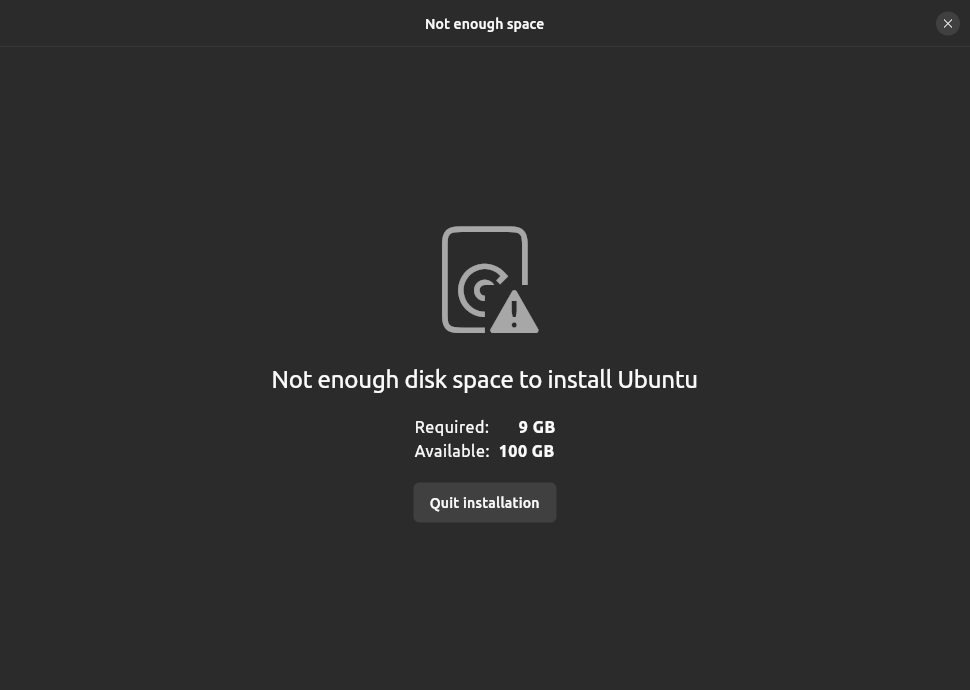 Not enough space
Not enough disk space to install Ubuntu
Required: 9 GB
Available: 100 GB
Quit installation